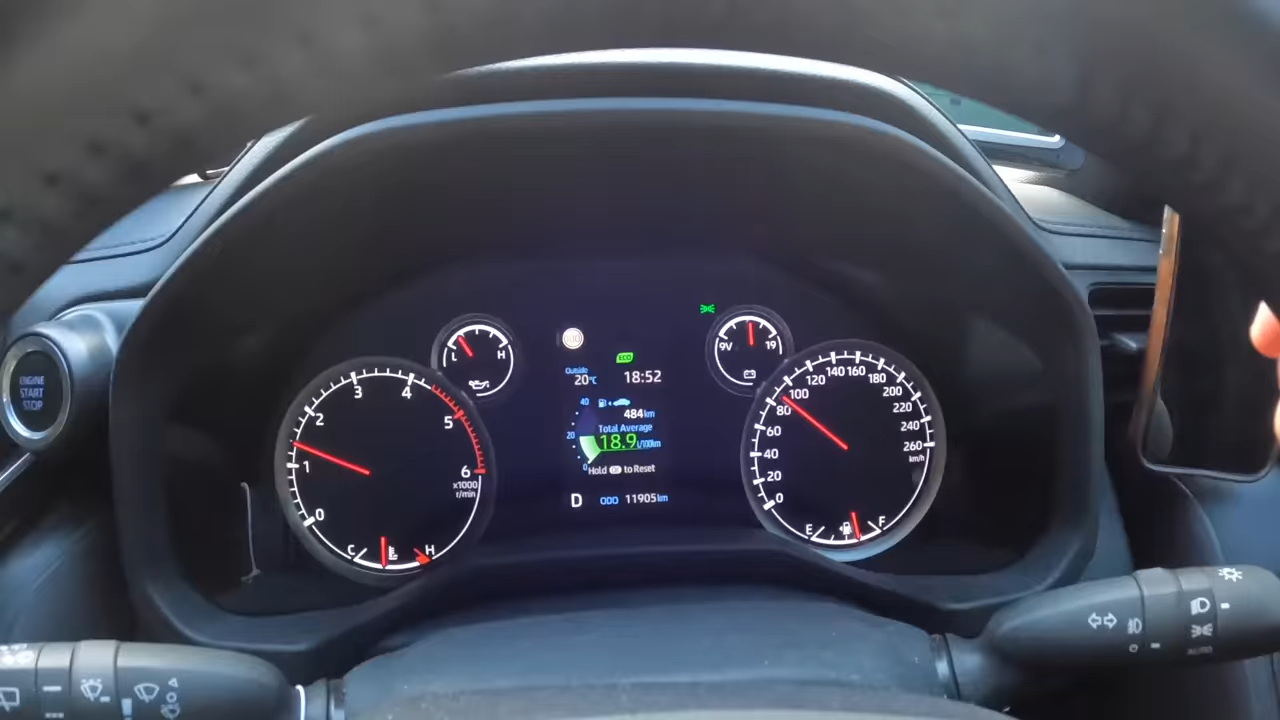 ENGINE
START
STOP
L H
9V 19
ECO
Outside
20°C 18:52
40
20
0
484km
Total Average
18.9 L/100km
Hold OK to Reset
D ODO 11905km
0
1
2
3
4
5
6
x1000
r/min
C H
0
20
40
60
80
100
120
140
160
180
200
220
240
260
km/h
E F
AUTO